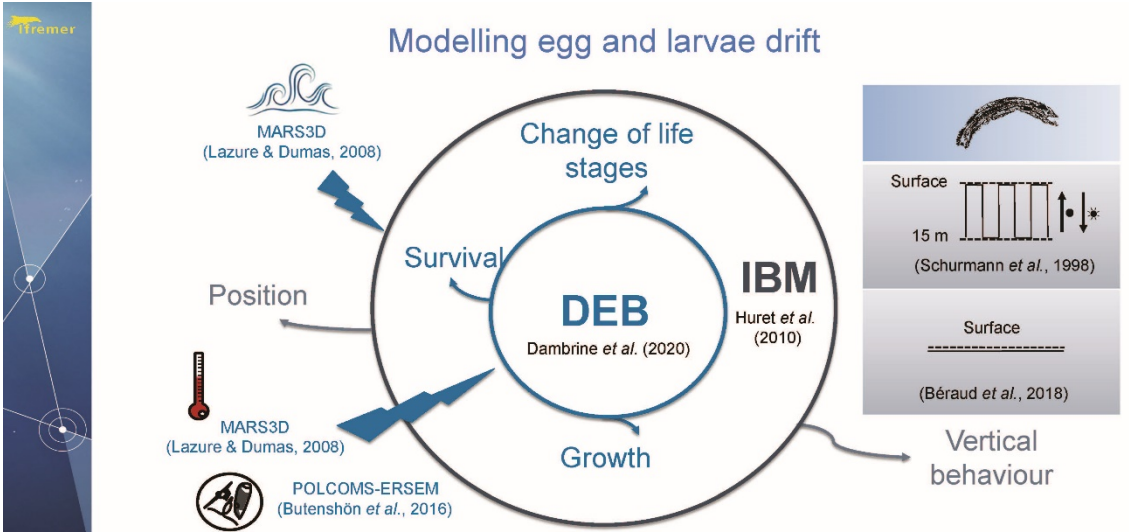 Ifremer
Modelling egg and larvae drift
MARS3D
(Lazure & Dumas, 2008)
Change of life
stages
Survival
Position
DEB
Dambrine et al. (2020)
IBM
Huret et al.
(2010)
Growth
MARS3D
(Lazure & Dumas, 2008)
POLCOMS-ERSEM
(Butenshön et al., 2016)
Surface
15 m
(Schurmann et al., 1998)
Surface
(Béraud et al., 2018)
Vertical
behaviour